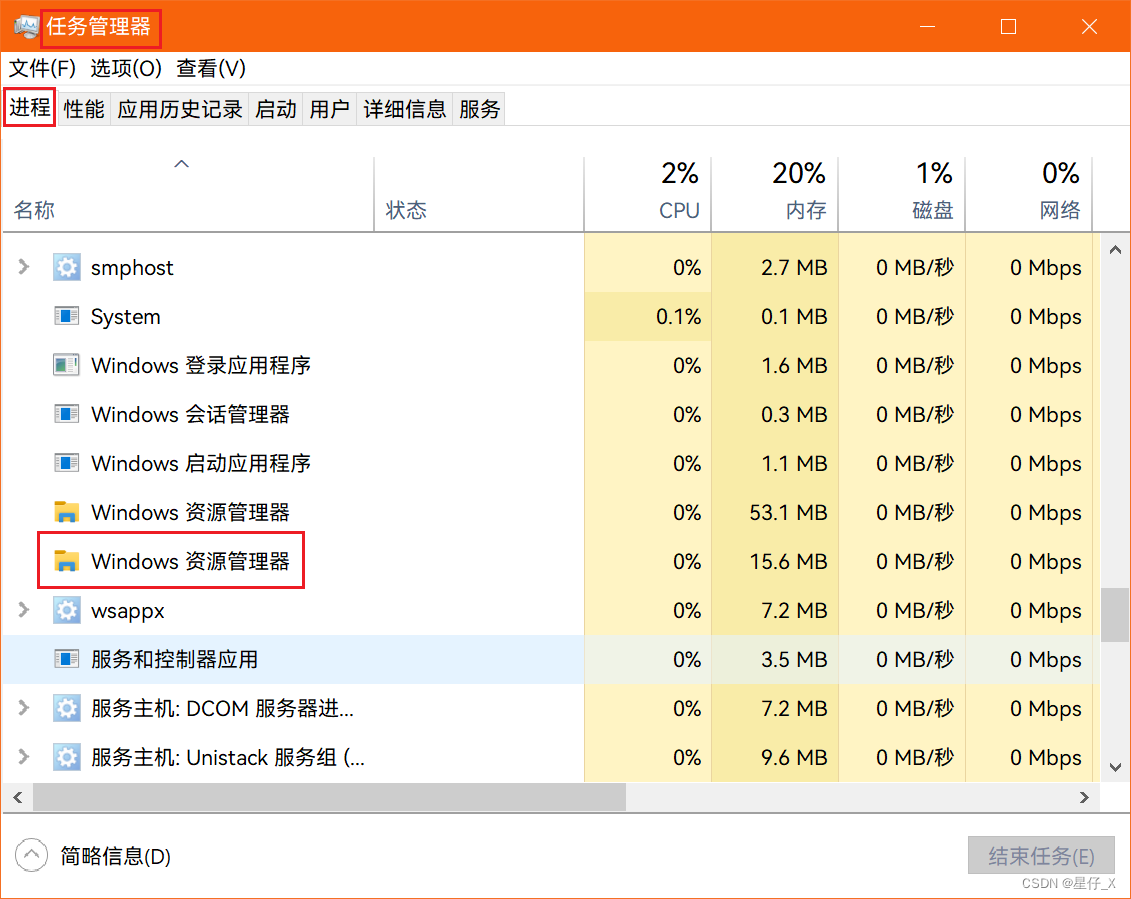 任务管理器
文件(F) 选项(O) 查看(V)
进程 性能 应用历史记录 启动 用户 详细信息 服务
2% 20% 1% 0%
名称 状态 CPU 内存 磁盘 网络
smphost 0% 2.7 MB 0 MB/秒 0 Mbps
System 0.1% 0.1 MB 0 MB/秒 0 Mbps
Windows 登录应用程序 0% 1.6 MB 0 MB/秒 0 Mbps
Windows 会话管理器 0% 0.3 MB 0 MB/秒 0 Mbps
Windows 启动应用程序 0% 1.1 MB 0 MB/秒 0 Mbps
Windows 资源管理器 0% 53.1 MB 0 MB/秒 0 Mbps
Windows 资源管理器 0% 15.6 MB 0 MB/秒 0 Mbps
wsappx 0% 7.2 MB 0 MB/秒 0 Mbps
服务和控制器应用 0% 3.5 MB 0 MB/秒 0 Mbps
服务主机: DCOM 服务器进... 0% 7.2 MB 0 MB/秒 0 Mbps
服务主机: Unistack 服务组 (... 0% 9.6 MB 0 MB/秒 0 Mbps
简略信息(D) 结束任务(E)
CSDN @星仔_X